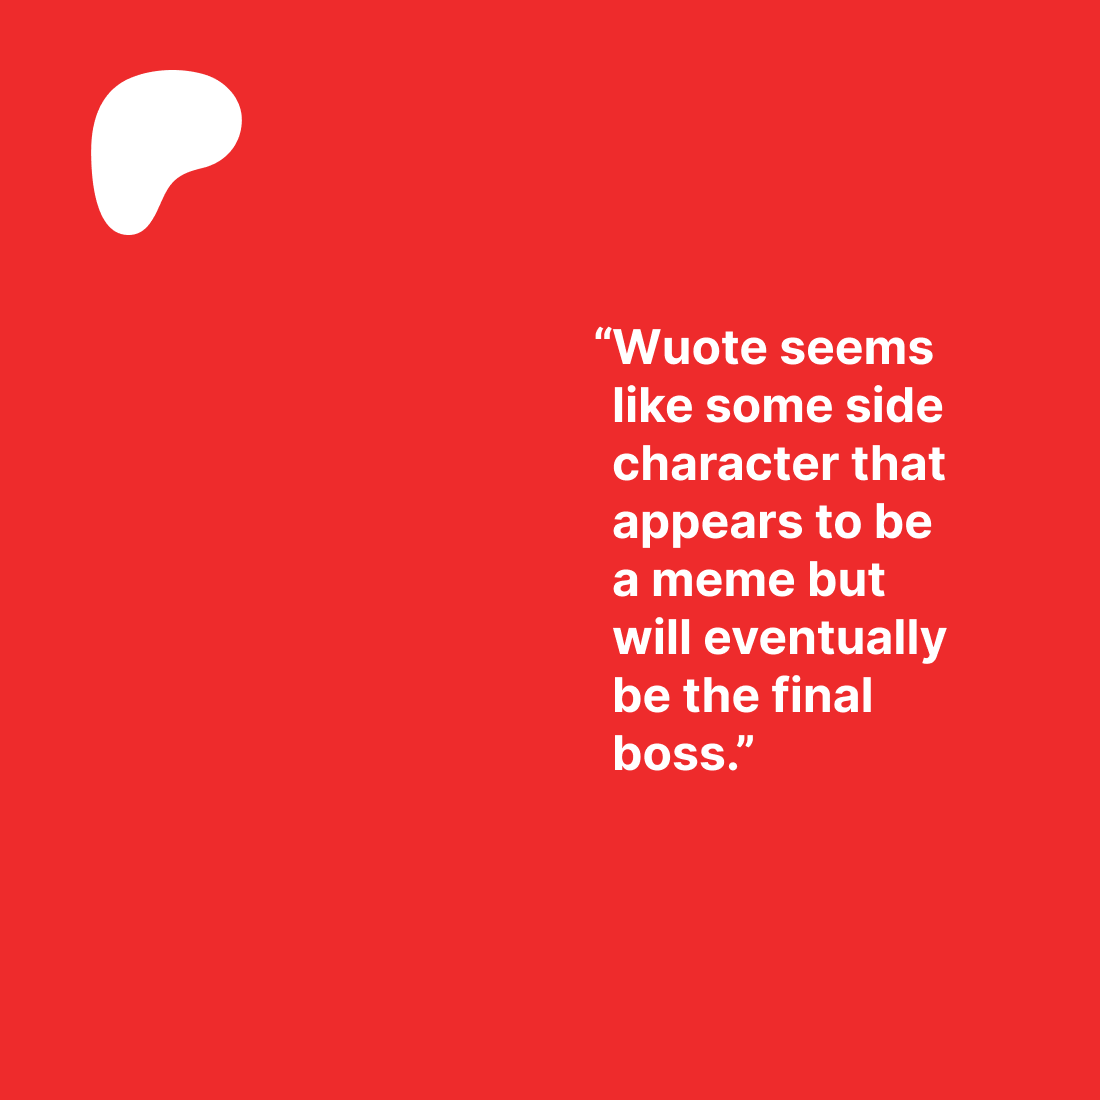 “Wuote seems
like some side
character that
appears to be
a meme but
will eventually
be the final
boss.”